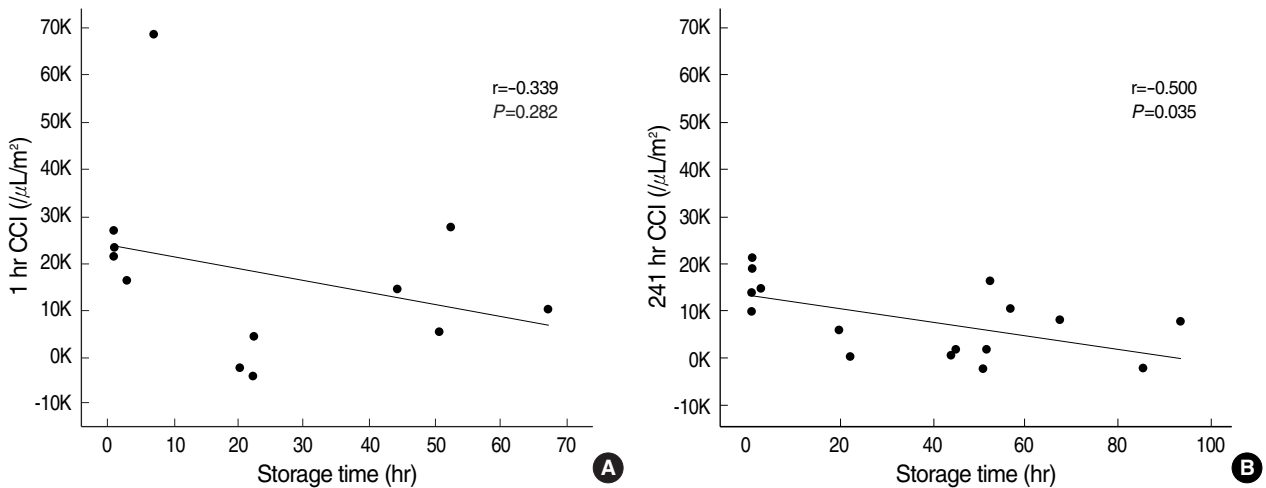 70K
60K
50K
40K
30K
20K
10K
0K
-10K
1 hr CCI (/μL/m²)
r=-0.339
P=0.282
0 10 20 30 40 50 60 70
Storage time (hr)
A
70K
60K
50K
40K
30K
20K
10K
0K
-10K
241 hr CCI (/μL/m²)
r=-0.500
P=0.035
0 20 40 60 80 100
Storage time (hr)
B